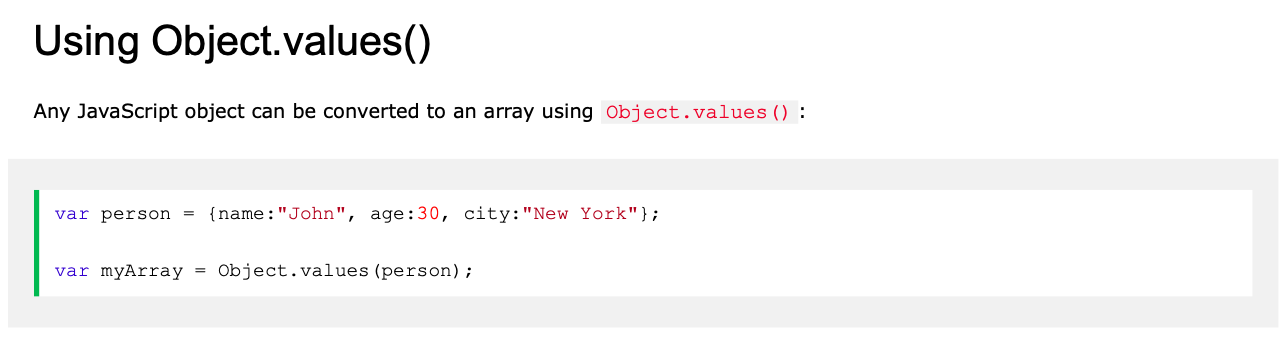 Using Object.values()
Any JavaScript object can be converted to an array using Object.values():
var person = {name:"John", age:30, city:"New York"};
var myArray = Object.values(person);